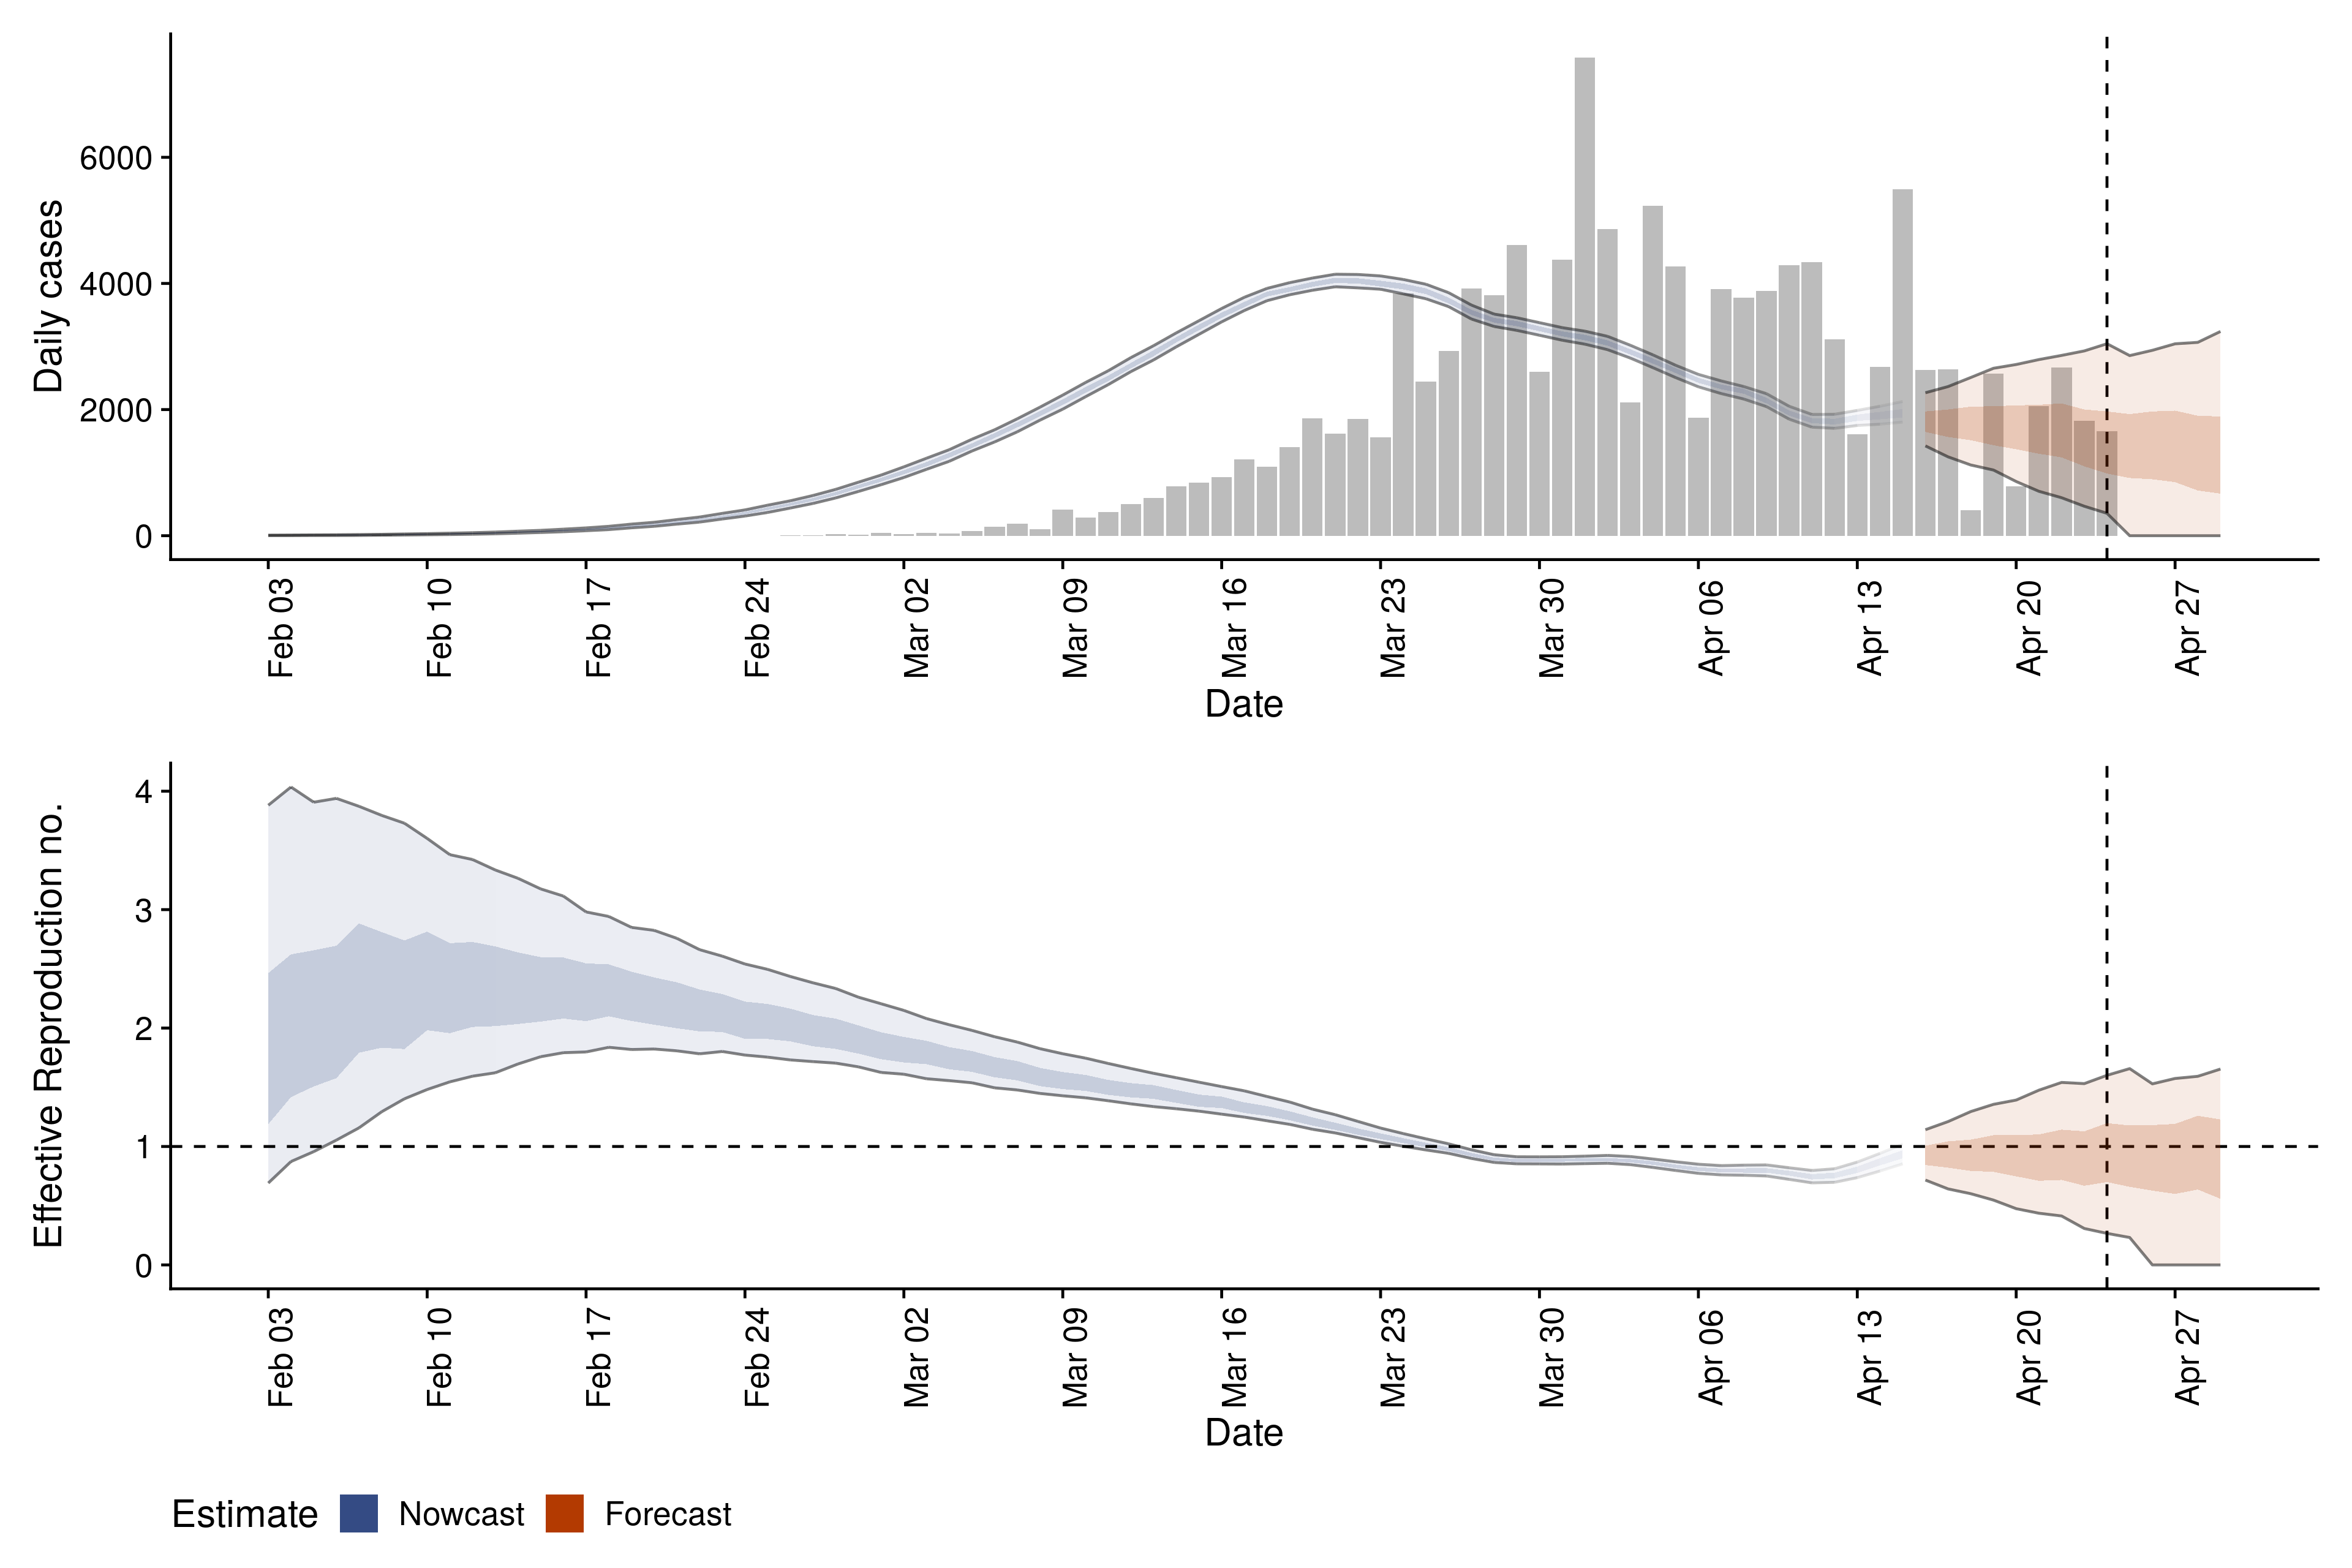 Daily cases
6000
4000
2000
0
Feb 03
Feb 10
Feb 17
Feb 24
Mar 02
Mar 09
Mar 16
Mar 23
Mar 30
Apr 06
Apr 13
Apr 20
Apr 27
Date
Effective Reproduction no.
4
3
2
1
0
Feb 03
Feb 10
Feb 17
Feb 24
Mar 02
Mar 09
Mar 16
Mar 23
Mar 30
Apr 06
Apr 13
Apr 20
Apr 27
Date
Estimate Nowcast Forecast